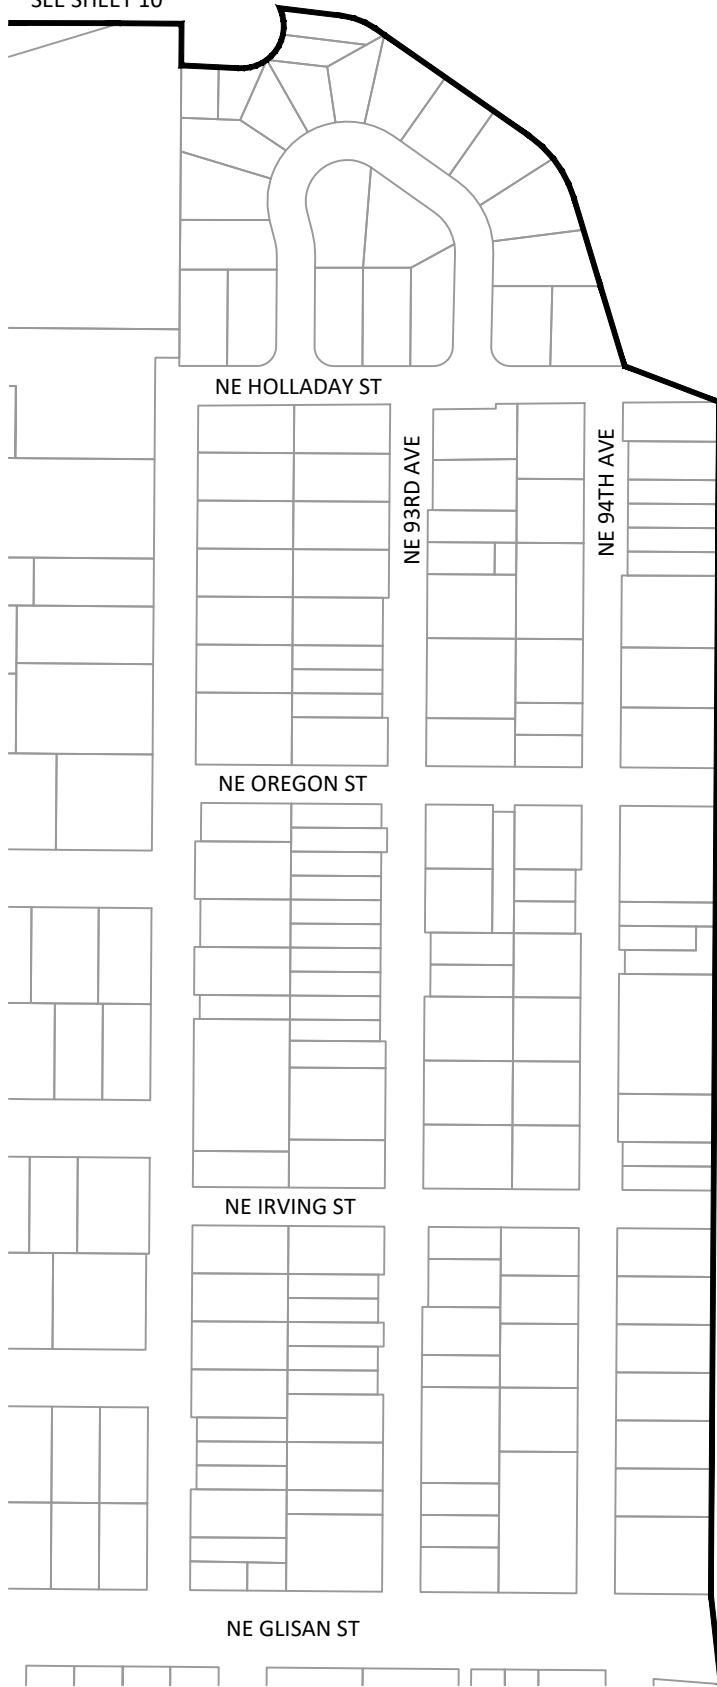 SEE SHEET 10
NE HOLLADAY ST
NE 93RD AVE
NE 94TH AVE
NE OREGON ST
NE IRVING ST
NE GLISAN ST